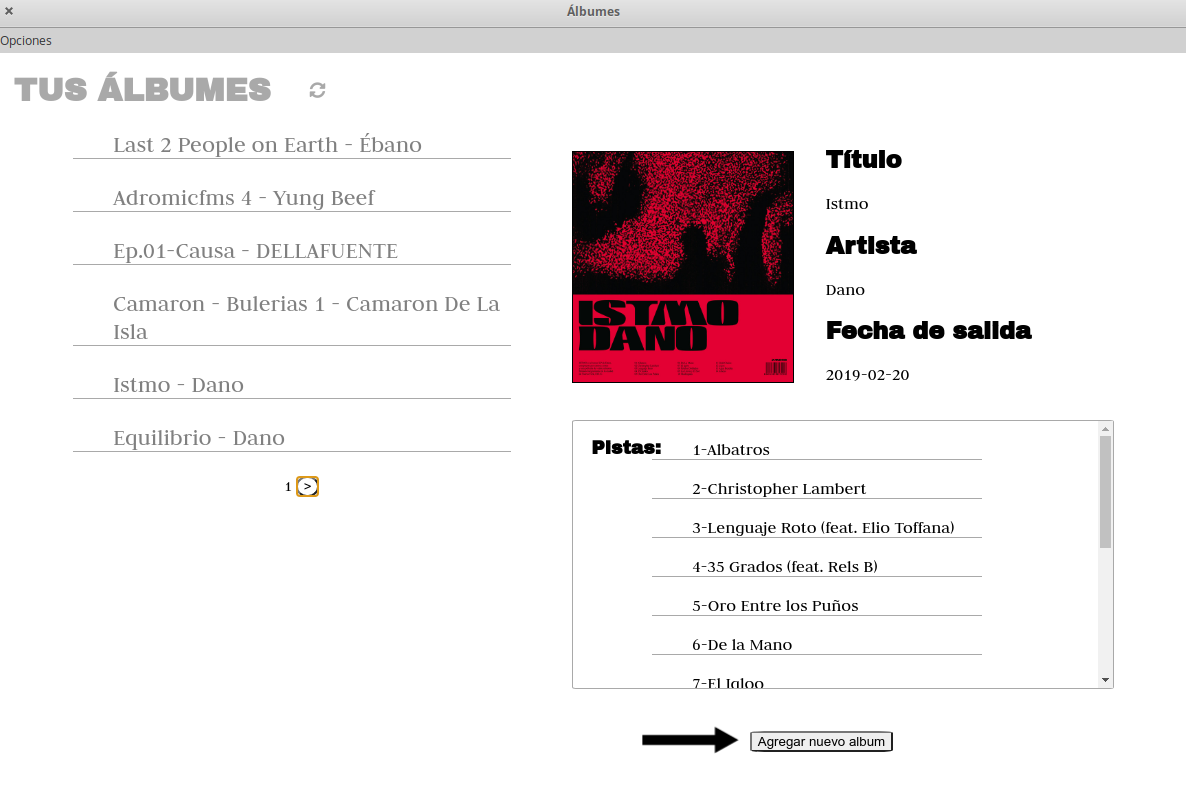 Álbumes
Opciones
TUS ÁLBUMES
Last 2 People on Earth - Ébano
Adromicfms 4 - Yung Beef
Ep.01-Causa - DELLAFUENTE
Camaron - Bulerias 1 - Camaron De La
Isla
Istmo - Dano
Equilibrio - Dano
1 >
ISTMO
DANO
Título
Istmo
Artista
Dano
Fecha de salida
2019-02-20
Pistas:
1-Albatros
2-Christopher Lambert
3-Lenguaje Roto (feat. Elio Toffana)
4-35 Grados (feat. Rels B)
5-Oro Entre los Puños
6-De la Mano
7-El Igloo
Agregar nuevo album